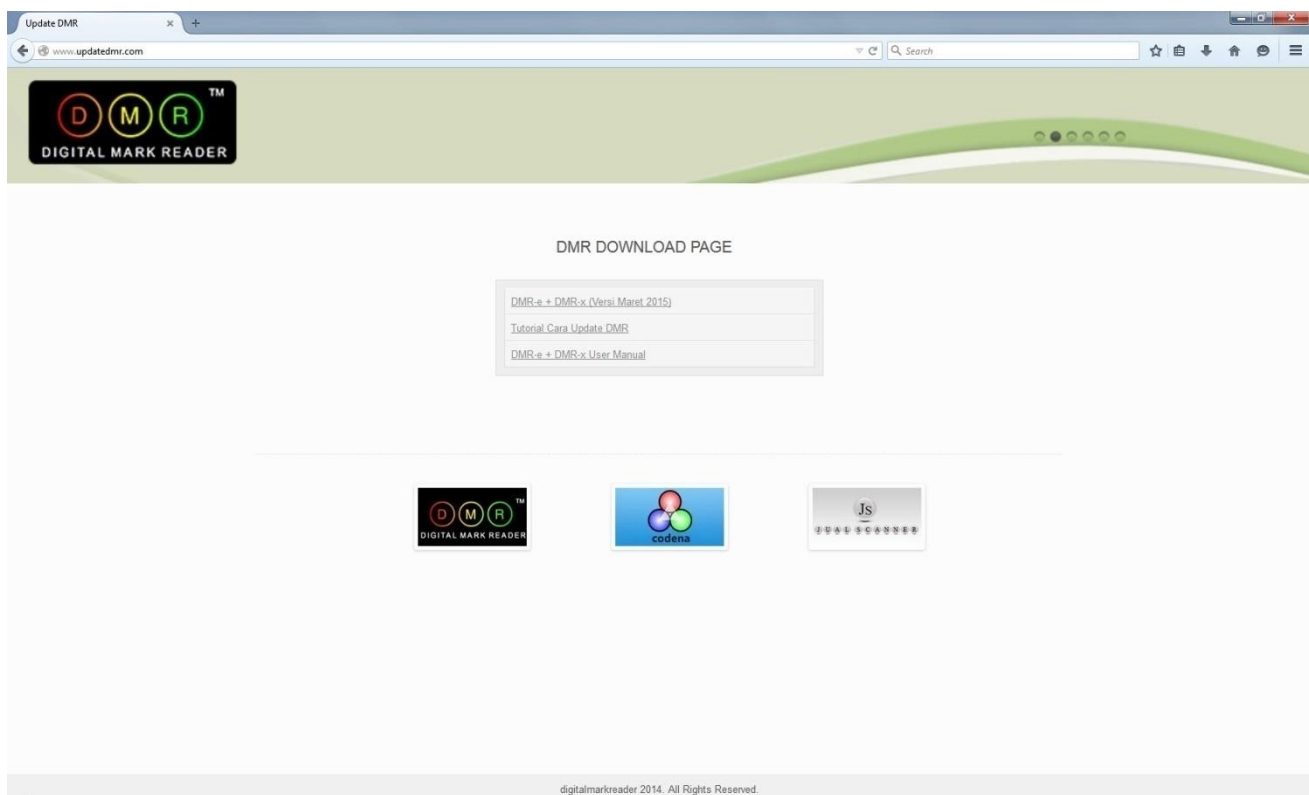 Update DMR
www.updatedmr.com
Search
D M R TM
DIGITAL MARK READER
DMR DOWNLOAD PAGE
DMR-e + DMR-x (Versi Maret 2015)
Tutorial Cara Update DMR
DMR-e + DMR-x User Manual
D M R TM
DIGITAL MARK READER
codena
Js
JUAL SCANNER
digitalmarkreader 2014. All Rights Reserved.